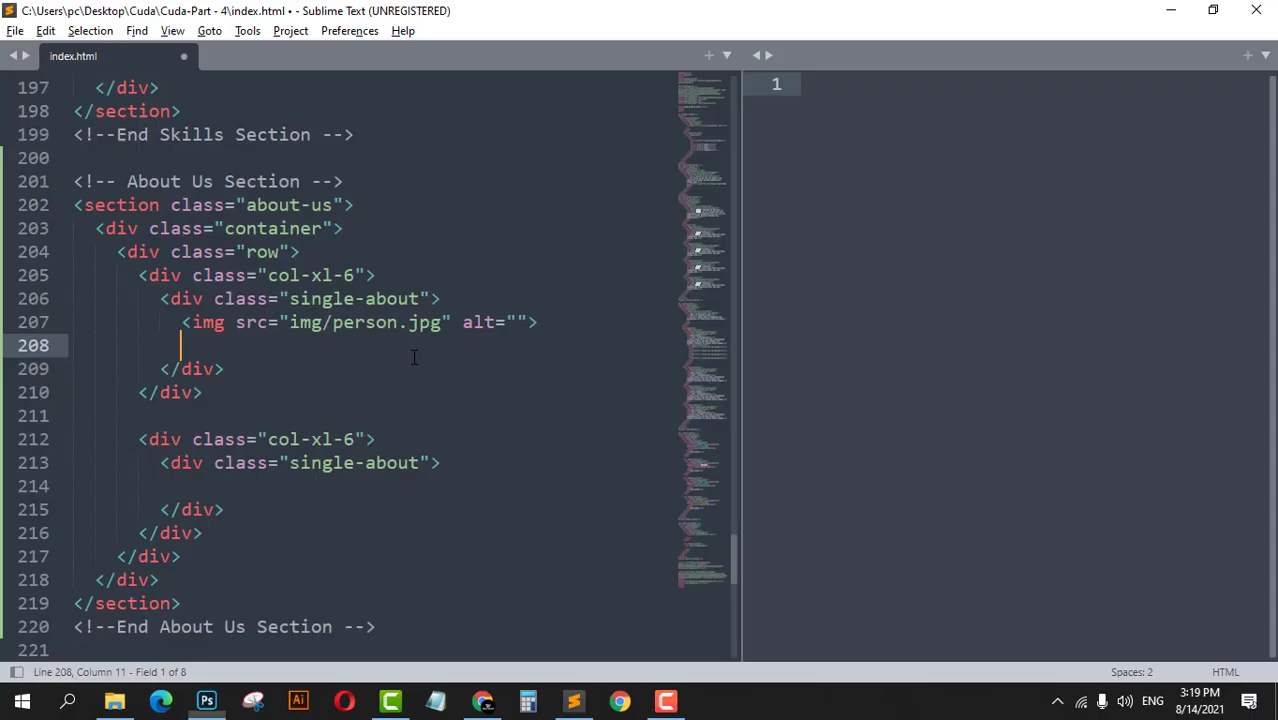 C:\Users\pc\Desktop\Cuda\Cuda-Part - 4\index.html • - Sublime Text (UNREGISTERED)
File Edit Selection Find View Goto Tools Project Preferences Help
index.html
197 </div>
198 </section>
199 <!--End Skills Section -->
200
201 <!-- About Us Section -->
202 <section class="about-us">
203 <div class="container">
204 <div class="row">
205 <div class="col-xl-6">
206 <div class="single-about">
207 <img src="img/person.jpg" alt="">
208
209 </div>
210 </div>
211
212 <div class="col-xl-6">
213 <div class="single-about">
214
215 </div>
216 </div>
217 </div>
218 </div>
219 </section>
220 <!--End About Us Section -->
221
1
Line 208, Column 11 - Field 1 of 8
Spaces: 2
HTML
Ps
Ai
ENG
3:19 PM
8/14/2021